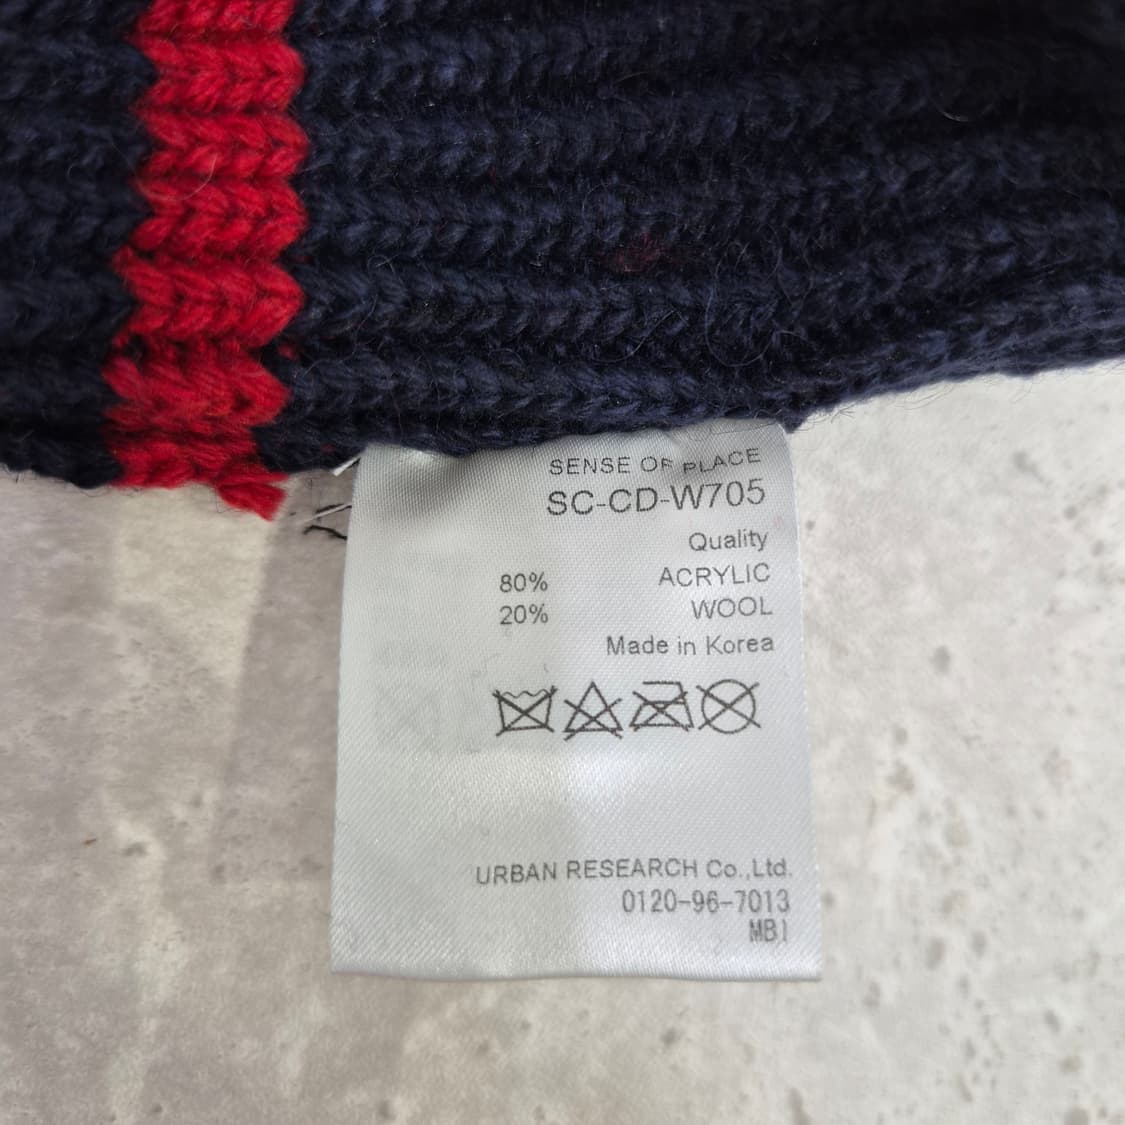 SENSE OF PLACE
SC-CD-W705
Quality
80% ACRYLIC
20% WOOL
Made in Korea
URBAN RESEARCH Co.,Ltd.
0120-96-7013
MB1